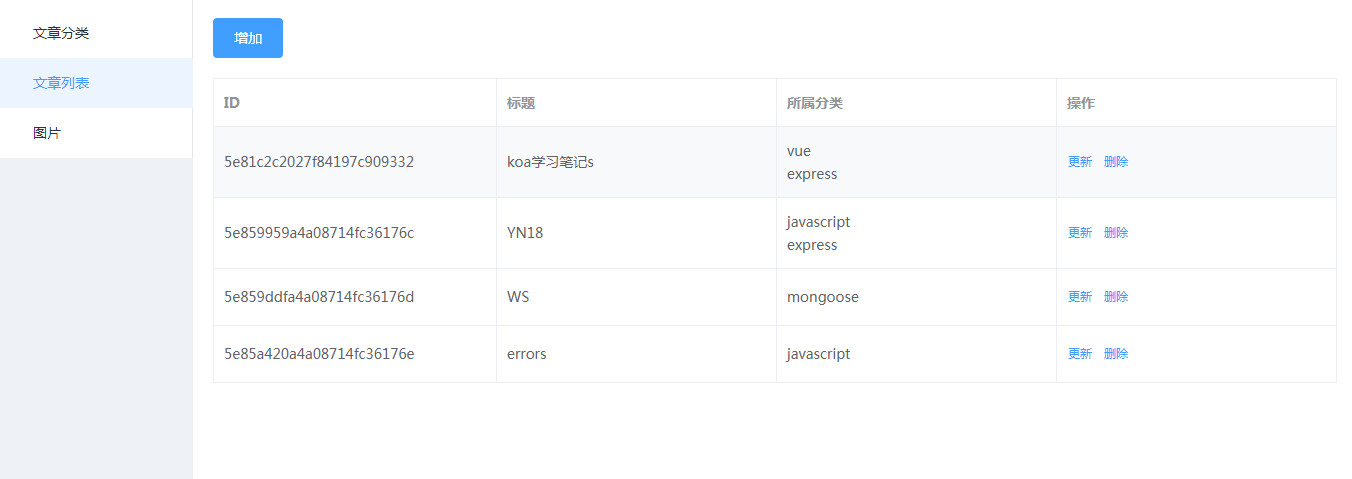 文章分类
文章列表
图片
增加
ID 标题 所属分类 操作
5e81c2c2027f84197c909332 koa学习笔记s vue 更新 删除
express
5e859959a4a08714fc36176c YN18 javascript 更新 删除
express
5e859ddfa4a08714fc36176d WS mongoose 更新 删除
5e85a420a4a08714fc36176e errors javascript 更新 删除